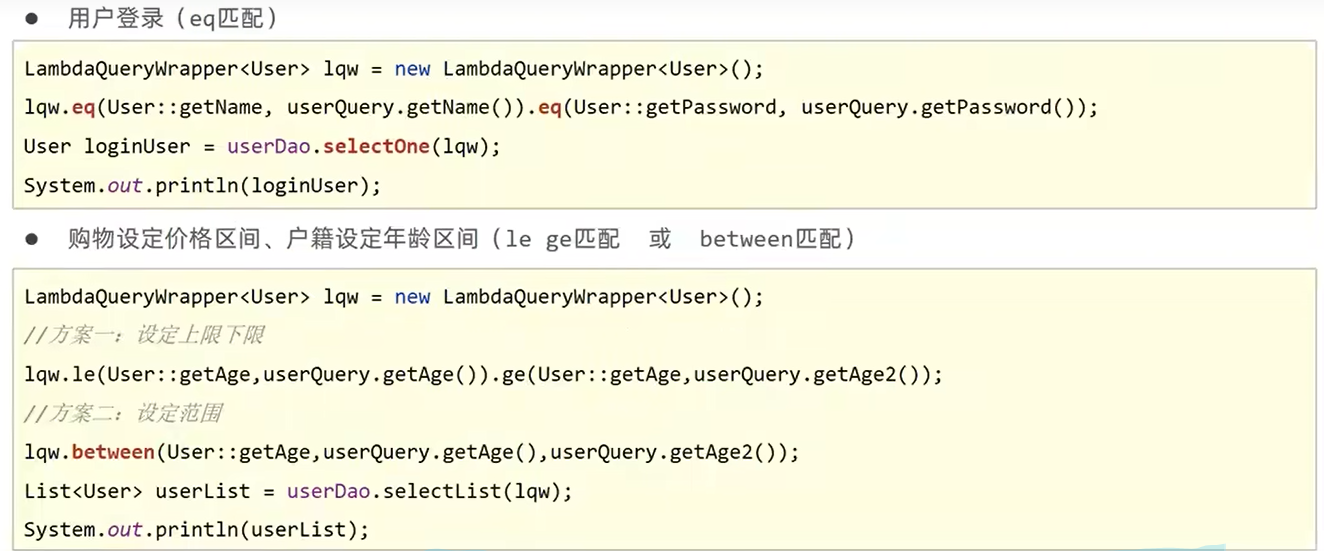 ● 用户登录（eq匹配）
LambdaQueryWrapper<User> lqw = new LambdaQueryWrapper<User>();
lqw.eq(User::getName, userQuery.getName()).eq(User::getPassword, userQuery.getPassword());
User loginUser = userDao.selectOne(lqw);
System.out.println(loginUser);
● 购物设定价格区间、户籍设定年龄区间（le ge匹配 或 between匹配）
LambdaQueryWrapper<User> lqw = new LambdaQueryWrapper<User>();
//方案一：设定上限下限
lqw.le(User::getAge,userQuery.getAge()).ge(User::getAge,userQuery.getAge2());
//方案二：设定范围
lqw.between(User::getAge,userQuery.getAge(),userQuery.getAge2());
List<User> userList = userDao.selectList(lqw);
System.out.println(userList);